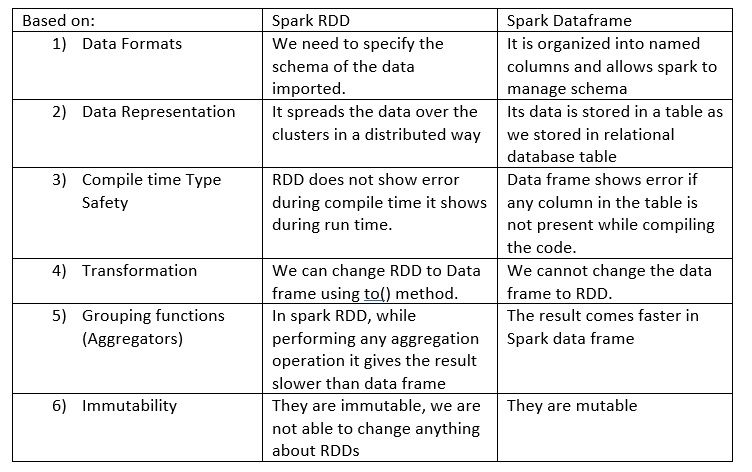 Based on:
Spark RDD
Spark Dataframe
1) Data Formats
We need to specify the
schema of the data
imported.
It is organized into named
columns and allows spark to
manage schema
2) Data Representation
It spreads the data over the
clusters in a distributed way
Its data is stored in a table as
we stored in relational
database table
3) Compile time Type
Safety
RDD does not show error
during compile time it shows
during run time.
Data frame shows error if
any column in the table is
not present while compiling
the code.
4) Transformation
We can change RDD to Data
frame using to() method.
We cannot change the data
frame to RDD.
5) Grouping functions
(Aggregators)
In spark RDD, while
performing any aggregation
operation it gives the result
slower than data frame
The result comes faster in
Spark data frame
6) Immutability
They are immutable, we are
not able to change anything
about RDDs
They are mutable